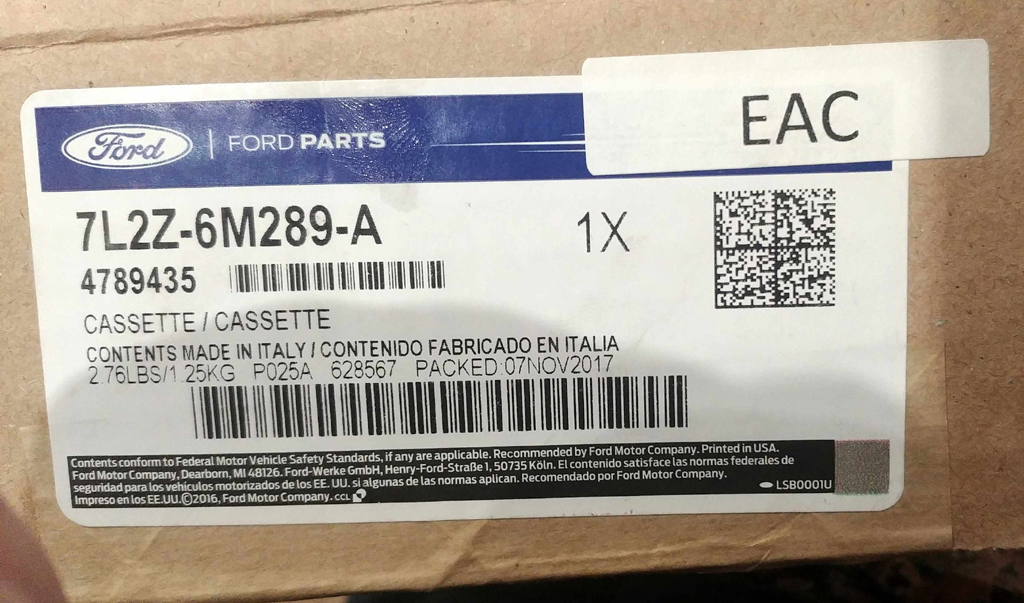 Ford | FORD PARTS
EAC
7L2Z-6M289-A 1X
4789435
CASSETTE / CASSETTE
CONTENTS MADE IN ITALY / CONTENIDO FABRICADO EN ITALIA
2.76LBS/1.25KG P025A 628567 PACKED:07NOV2017
Contents conform to Federal Motor Vehicle Safety Standards, if any are applicable. Recommended by Ford Motor Company. Printed in USA.
Ford Motor Company, Dearborn, MI 48126. Ford-Werke GmbH, Henry-Ford-Straße 1, 50735 Köln. El contenido satisface las normas federales de
seguridad para los vehículos motorizados de los EE. UU. si algunas de las normas aplican. Recomendado por Ford Motor Company.
Impreso en los EE.UU.©2016, Ford Motor Company. CCL
LSB0001U